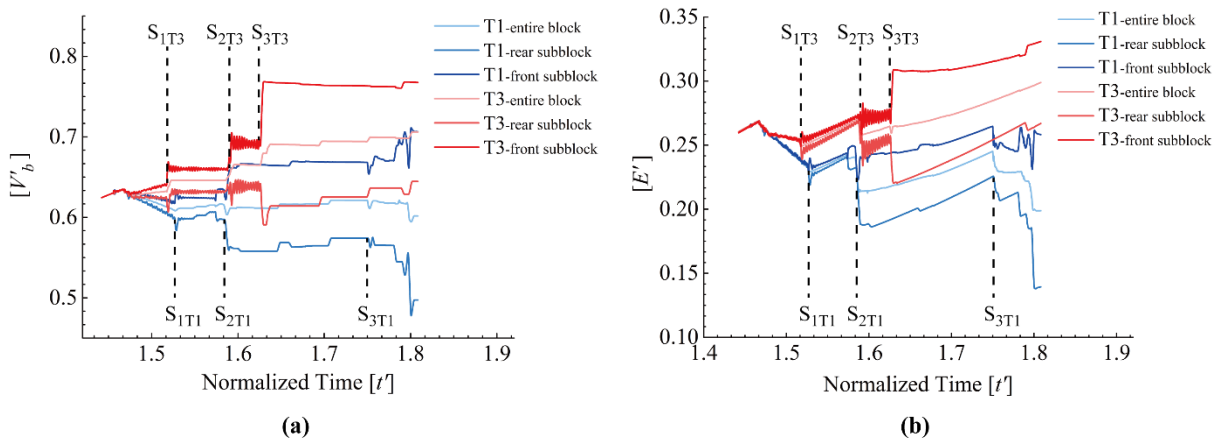 S1T3 S2T3 S3T3
T1-entire block
T1-rear subblock
T1-front subblock
T3-entire block
T3-rear subblock
T3-front subblock
0.8
0.7
0.6
0.5
[V'b]
S1T1 S2T1 S3T1
1.5 1.6 1.7 1.8 1.9
Normalized Time [t']
(a)
0.35
0.30
0.25
0.20
0.15
0.10
[E']
S1T3 S2T3 S3T3
T1-entire block
T1-rear subblock
T1-front subblock
T3-entire block
T3-rear subblock
T3-front subblock
S1T1 S2T1 S3T1
1.4 1.5 1.6 1.7 1.8 1.9
Normalized Time [t']
(b)